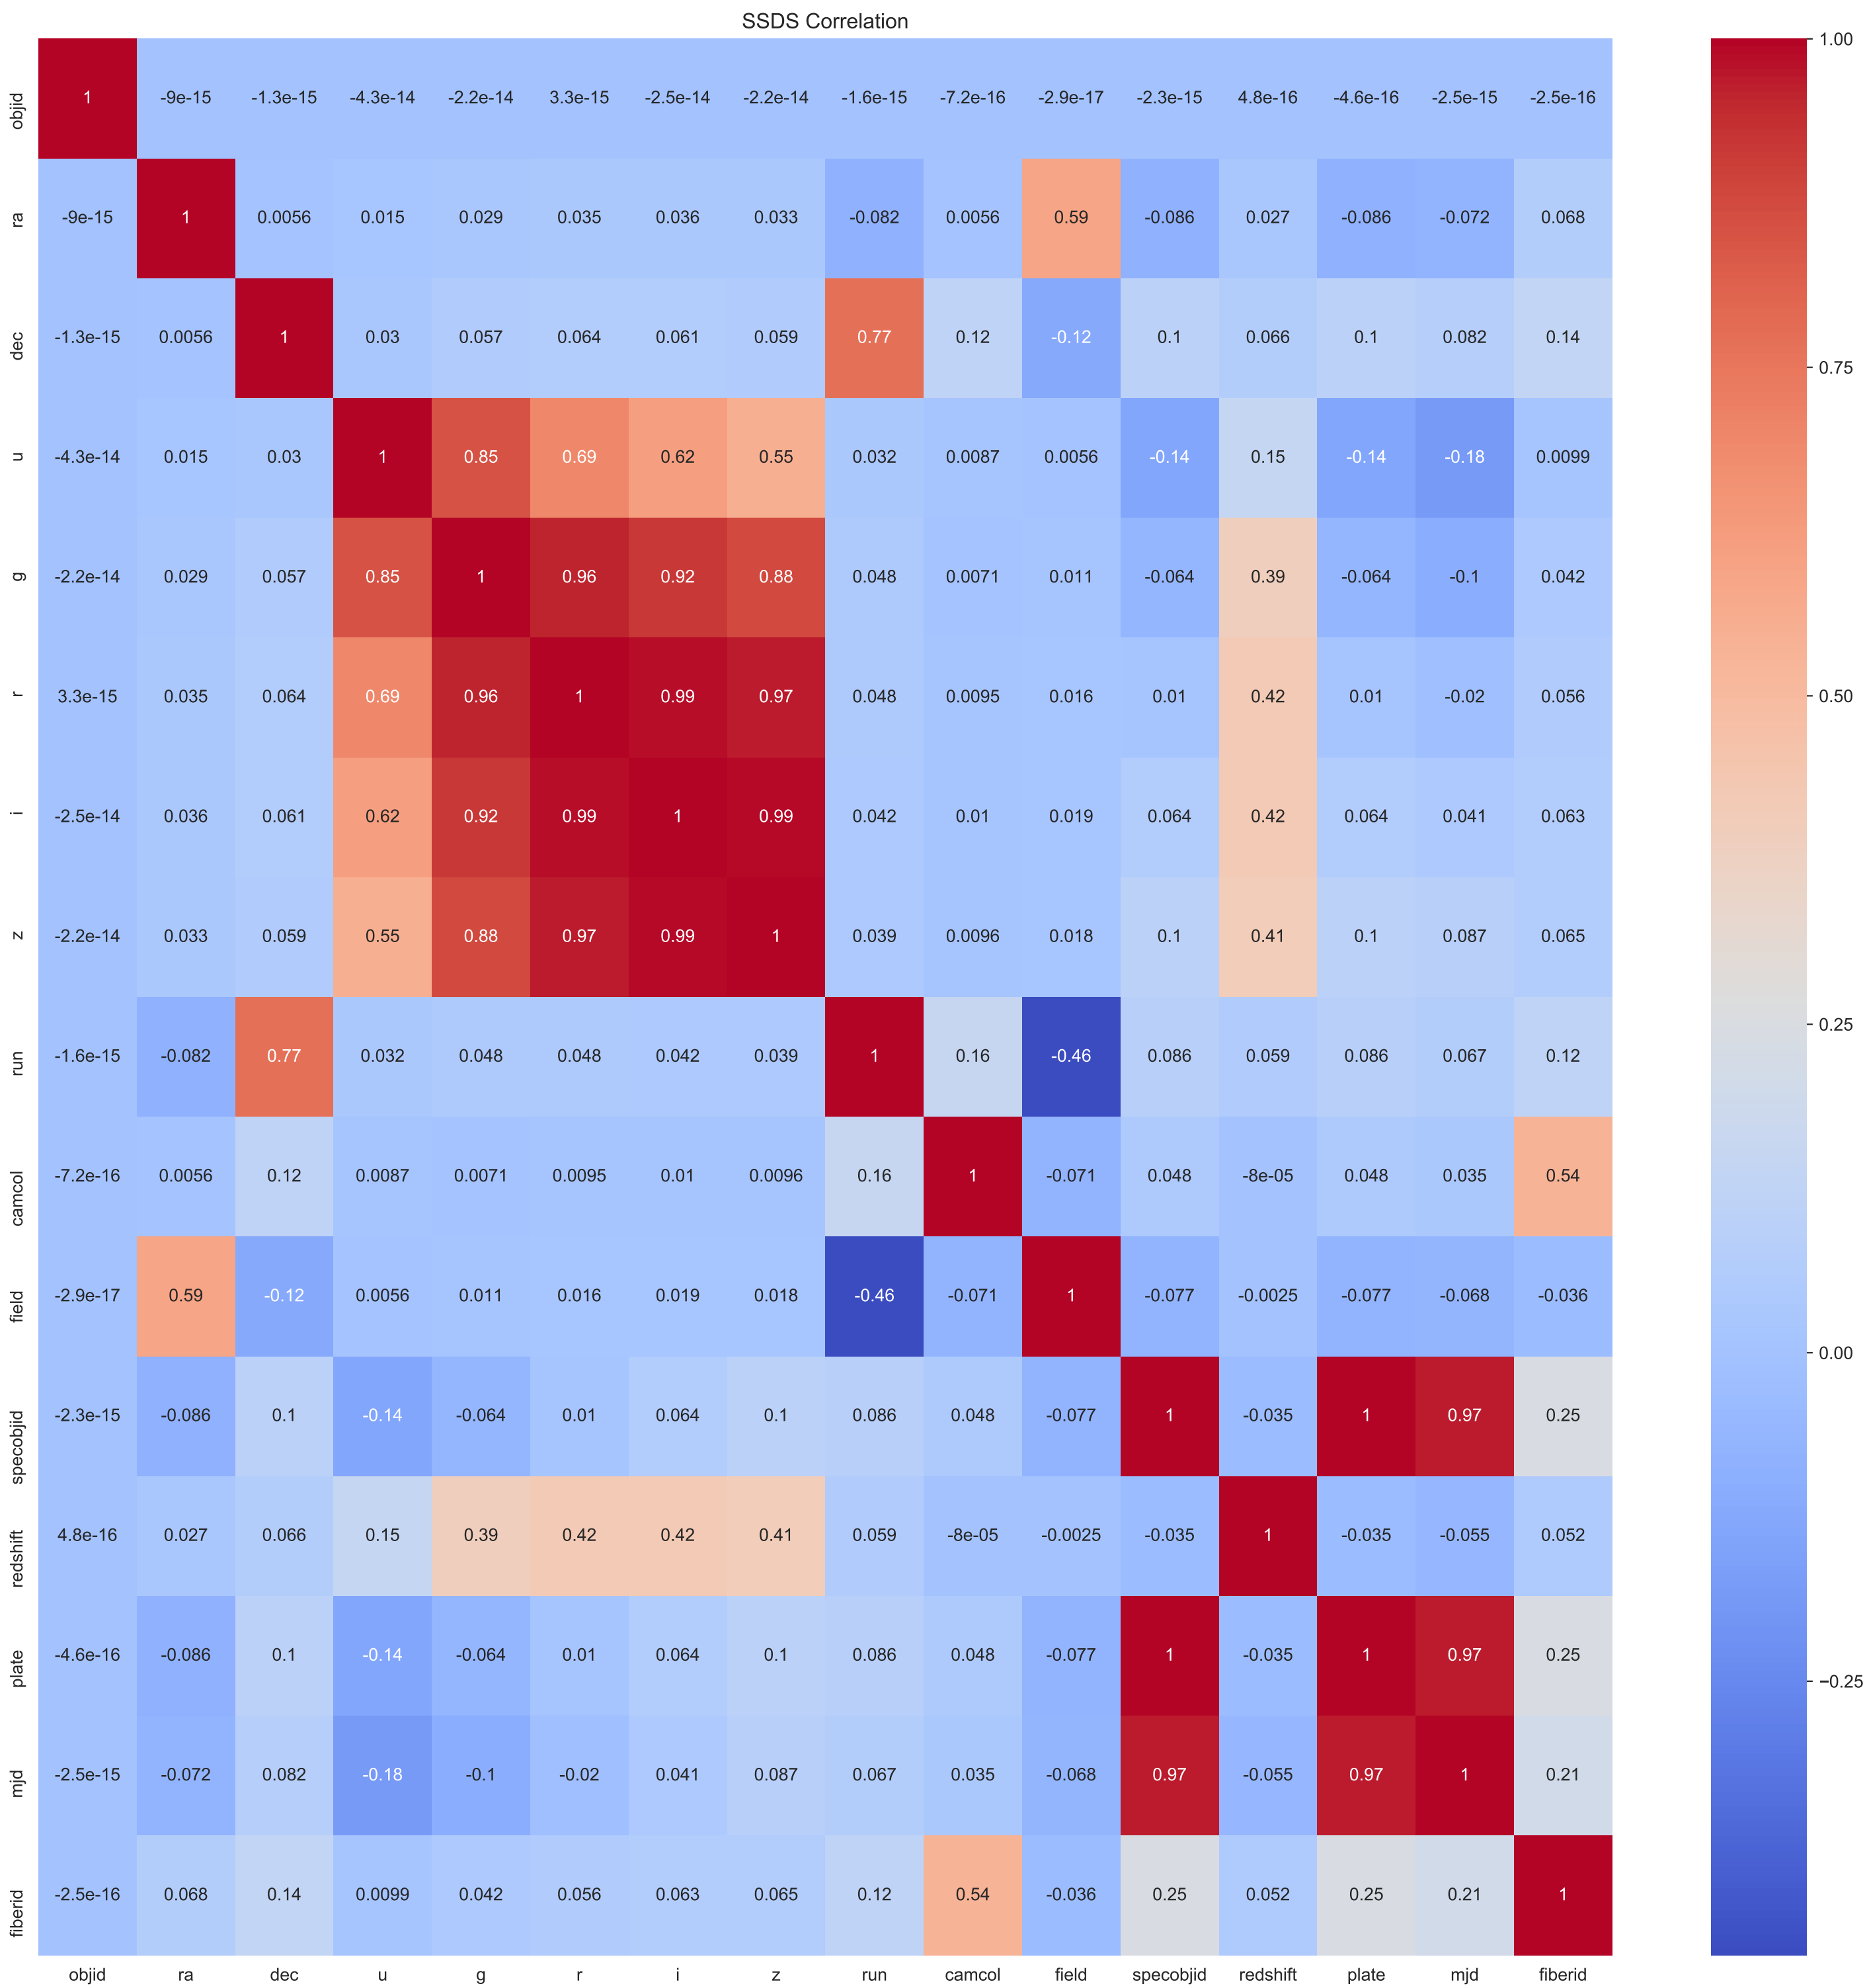 SSDS Correlation
objid 1 -9e-15 -1.3e-15 -4.3e-14 -2.2e-14 3.3e-15 -2.5e-14 -2.2e-14 -1.6e-15 -7.2e-16 -2.9e-17 -2.3e-15 4.8e-16 -4.6e-16 -2.5e-15 -2.5e-16
ra -9e-15 1 0.0056 0.015 0.029 0.035 0.036 0.033 -0.082 0.0056 0.59 -0.086 0.027 -0.086 -0.072 0.068
dec -1.3e-15 0.0056 1 0.03 0.057 0.064 0.061 0.059 0.77 0.12 -0.12 0.1 0.066 0.1 0.082 0.14
u -4.3e-14 0.015 0.03 1 0.85 0.69 0.62 0.55 0.032 0.0087 0.0056 -0.14 0.15 -0.14 -0.18 0.0099
g -2.2e-14 0.029 0.057 0.85 1 0.96 0.92 0.88 0.048 0.0071 0.011 -0.064 0.39 -0.064 -0.1 0.042
r 3.3e-15 0.035 0.064 0.69 0.96 1 0.99 0.97 0.048 0.0095 0.016 0.01 0.42 0.01 -0.02 0.056
i -2.5e-14 0.036 0.061 0.62 0.92 0.99 1 0.99 0.042 0.01 0.019 0.064 0.42 0.064 0.041 0.063
z -2.2e-14 0.033 0.059 0.55 0.88 0.97 0.99 1 0.039 0.0096 0.018 0.1 0.41 0.1 0.087 0.065
run -1.6e-15 -0.082 0.77 0.032 0.048 0.048 0.042 0.039 1 0.16 -0.46 0.086 0.059 0.086 0.067 0.12
camcol -7.2e-16 0.0056 0.12 0.0087 0.0071 0.0095 0.01 0.0096 0.16 1 -0.071 0.048 -8e-05 0.048 0.035 0.54
field -2.9e-17 0.59 -0.12 0.0056 0.011 0.016 0.019 0.018 -0.46 -0.071 1 -0.077 -0.0025 -0.077 -0.068 -0.036
specobjid -2.3e-15 -0.086 0.1 -0.14 -0.064 0.01 0.064 0.1 0.086 0.048 -0.077 1 -0.035 1 0.97 0.25
redshift 4.8e-16 0.027 0.066 0.15 0.39 0.42 0.42 0.41 0.059 -8e-05 -0.0025 -0.035 1 -0.035 -0.055 0.052
plate -4.6e-16 -0.086 0.1 -0.14 -0.064 0.01 0.064 0.1 0.086 0.048 -0.077 1 -0.035 1 0.97 0.25
mjd -2.5e-15 -0.072 0.082 -0.18 -0.1 -0.02 0.041 0.087 0.067 0.035 -0.068 0.97 -0.055 0.97 1 0.21
fiberid -2.5e-16 0.068 0.14 0.0099 0.042 0.056 0.063 0.065 0.12 0.54 -0.036 0.25 0.052 0.25 0.21 1
objid ra dec u g r i z run camcol field specobjid redshift plate mjd fiberid
1.00
0.75
0.50
0.25
0.00
−0.25